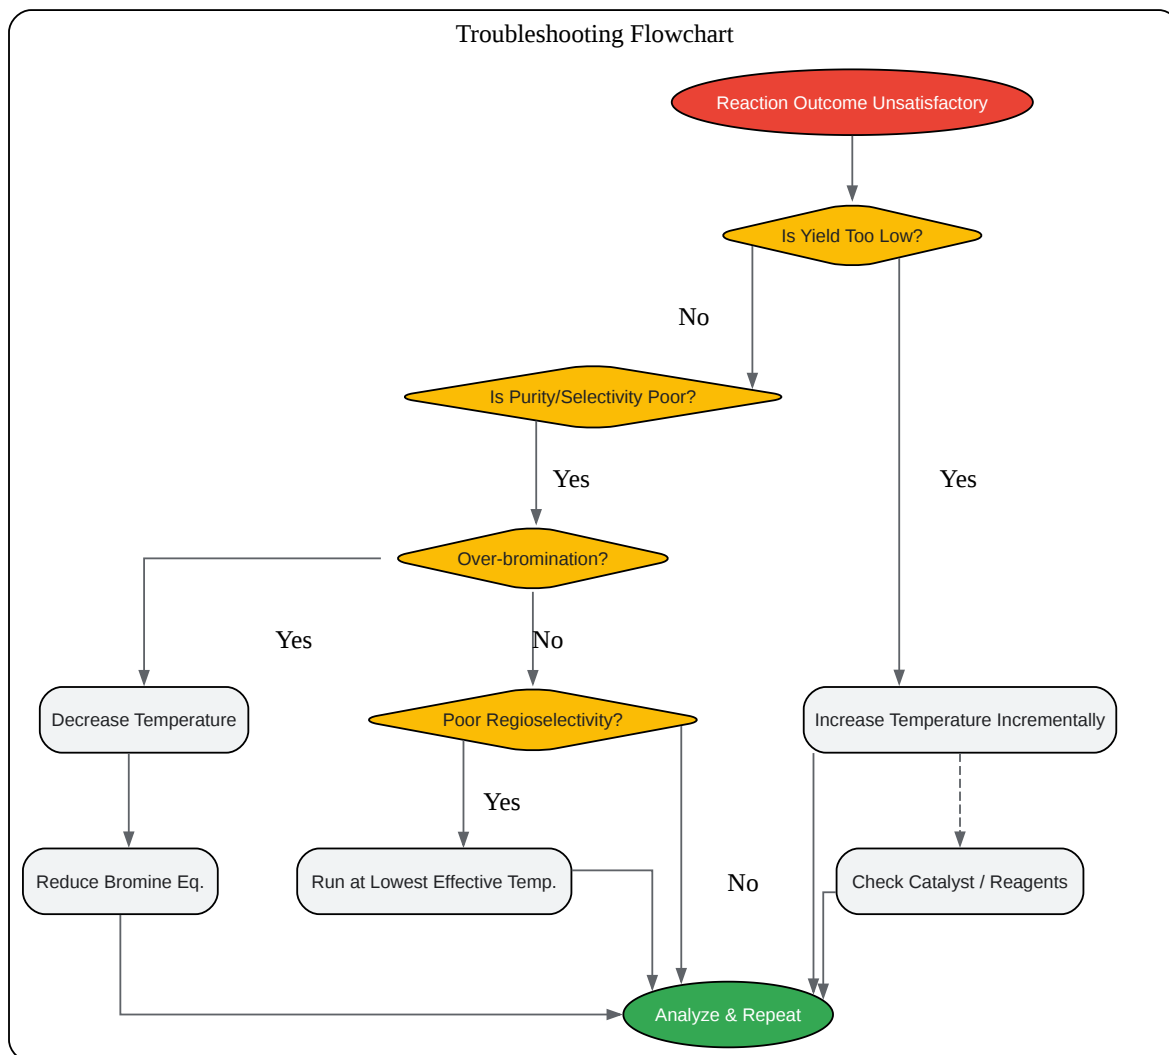 Troubleshooting Flowchart
Reaction Outcome Unsatisfactory
Is Yield Too Low?
No
Is Purity/Selectivity Poor?
Yes
Yes
Over-bromination?
Yes
No
Decrease Temperature
Poor Regioselectivity?
Increase Temperature Incrementally
Yes
Reduce Bromine Eq.
Run at Lowest Effective Temp.
No
Check Catalyst / Reagents
Analyze & Repeat